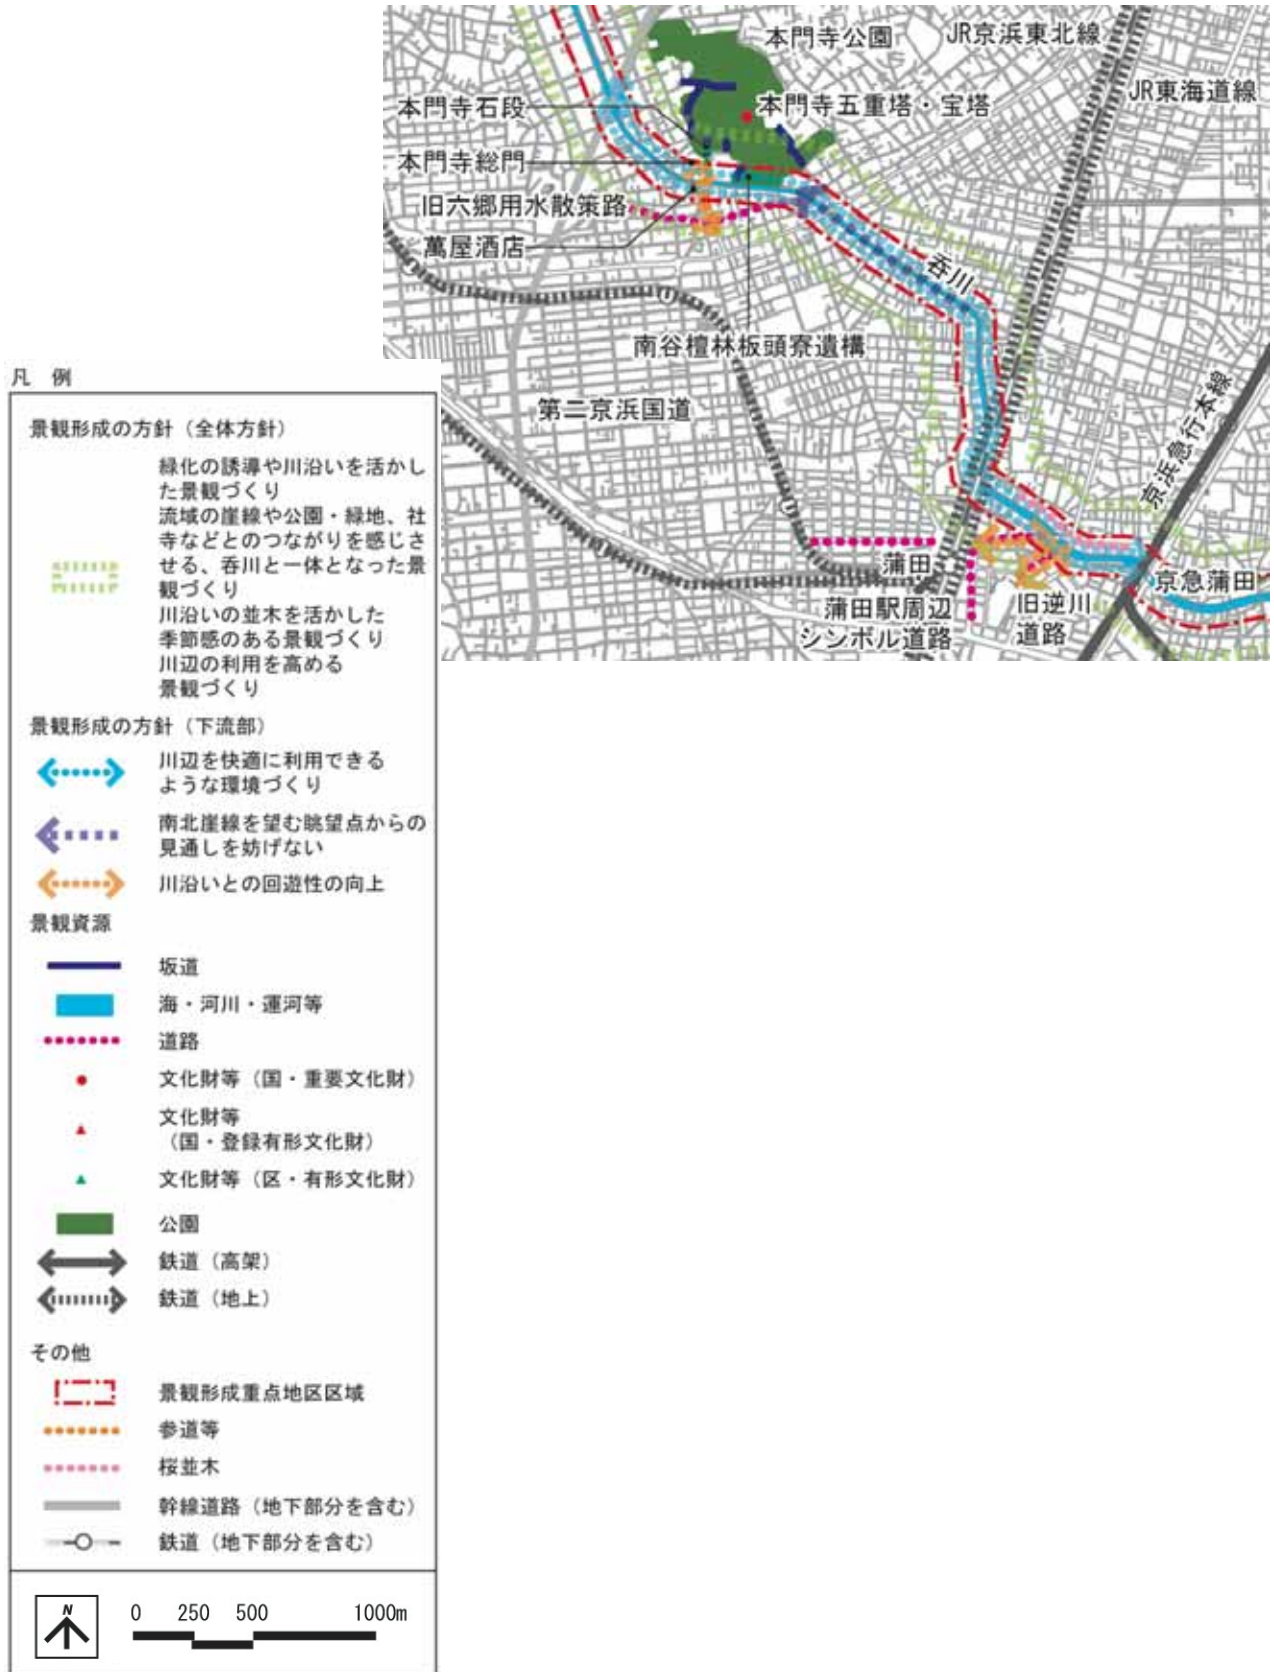 本門寺公園
JR京浜東北線
JR東海道線
本門寺石段
本門寺五重塔・宝塔
本門寺総門
旧六郷用水散策路
萬屋酒店
呑川
南谷檀林板頭寮遺構
第二京浜国道
京浜急行本線
蒲田
京急蒲田
蒲田駅周辺
シンボル道路
旧逆川
道路
凡 例
景観形成の方針（全体方針）
緑化の誘導や川沿いを活かし
た景観づくり
流域の崖線や公園・緑地、社
寺などとのつながりを感じさ
せる、呑川と一体となった景
観づくり
川沿いの並木を活かした
季節感のある景観づくり
川辺の利用を高める
景観づくり
景観形成の方針（下流部）
川辺を快適に利用できる
ような環境づくり
南北崖線を望む眺望点からの
見通しを妨げない
川沿いとの回遊性の向上
景観資源
坂道
海・河川・運河等
道路
文化財等（国・重要文化財）
文化財等
（国・登録有形文化財）
文化財等（区・有形文化財）
公園
鉄道（高架）
鉄道（地上）
その他
景観形成重点地区区域
参道等
桜並木
幹線道路（地下部分を含む）
鉄道（地下部分を含む）
N
0 250 500 1000m